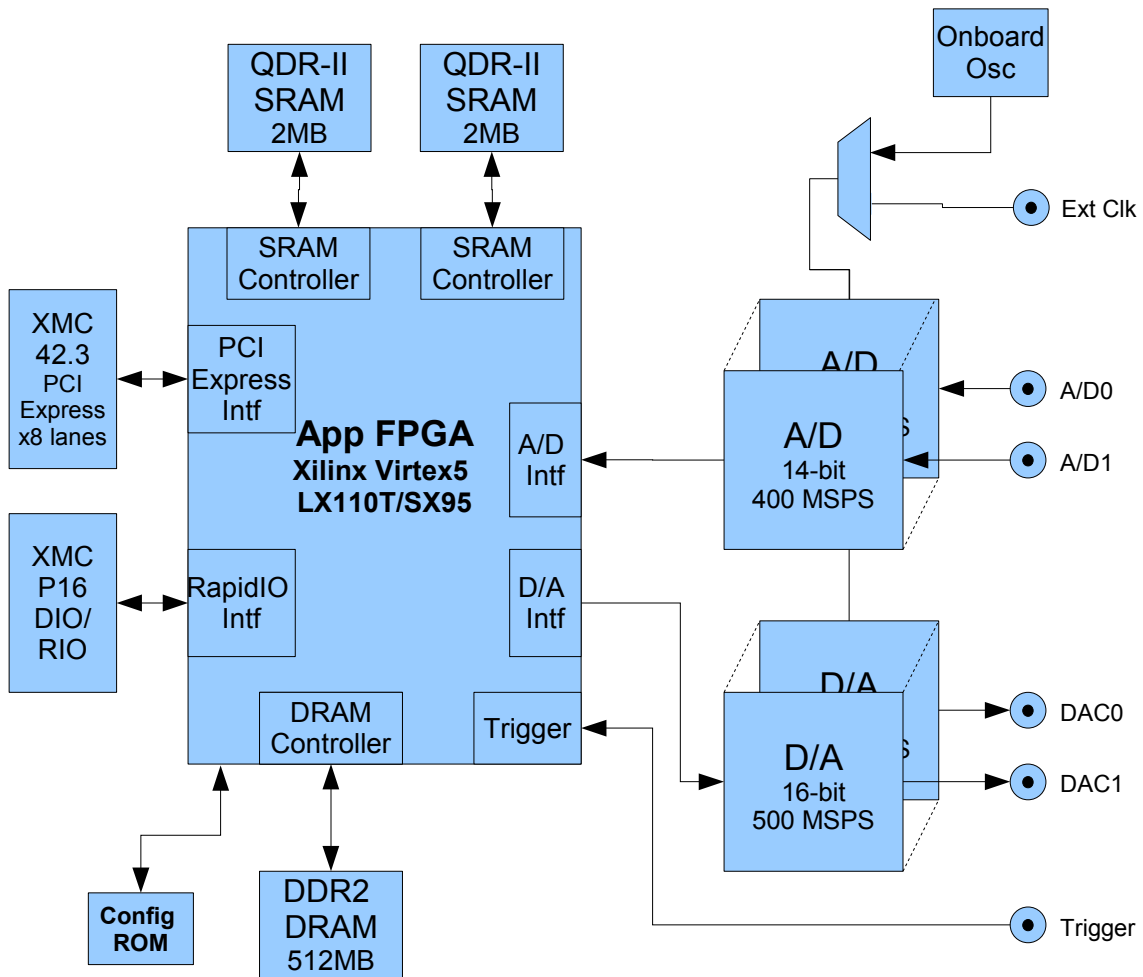 QDR-II
SRAM
2MB
QDR-II
SRAM
2MB
Onboard
Osc
Ext Clk
SRAM
Controller
SRAM
Controller
XMC
42.3
PCI
Express
x8 lanes
PCI
Express
Intf
App FPGA
Xilinx Virtex5
LX110T/SX95
A/D
Intf
A/D
A/D
14-bit
400 MSPS
S
A/D0
A/D1
XMC
P16
DIO/
RIO
RapidIO
Intf
D/A
Intf
D/A
D/A
16-bit
500 MSPS
S
DAC0
DAC1
DRAM
Controller
Trigger
Config
ROM
DDR2
DRAM
512MB
Trigger